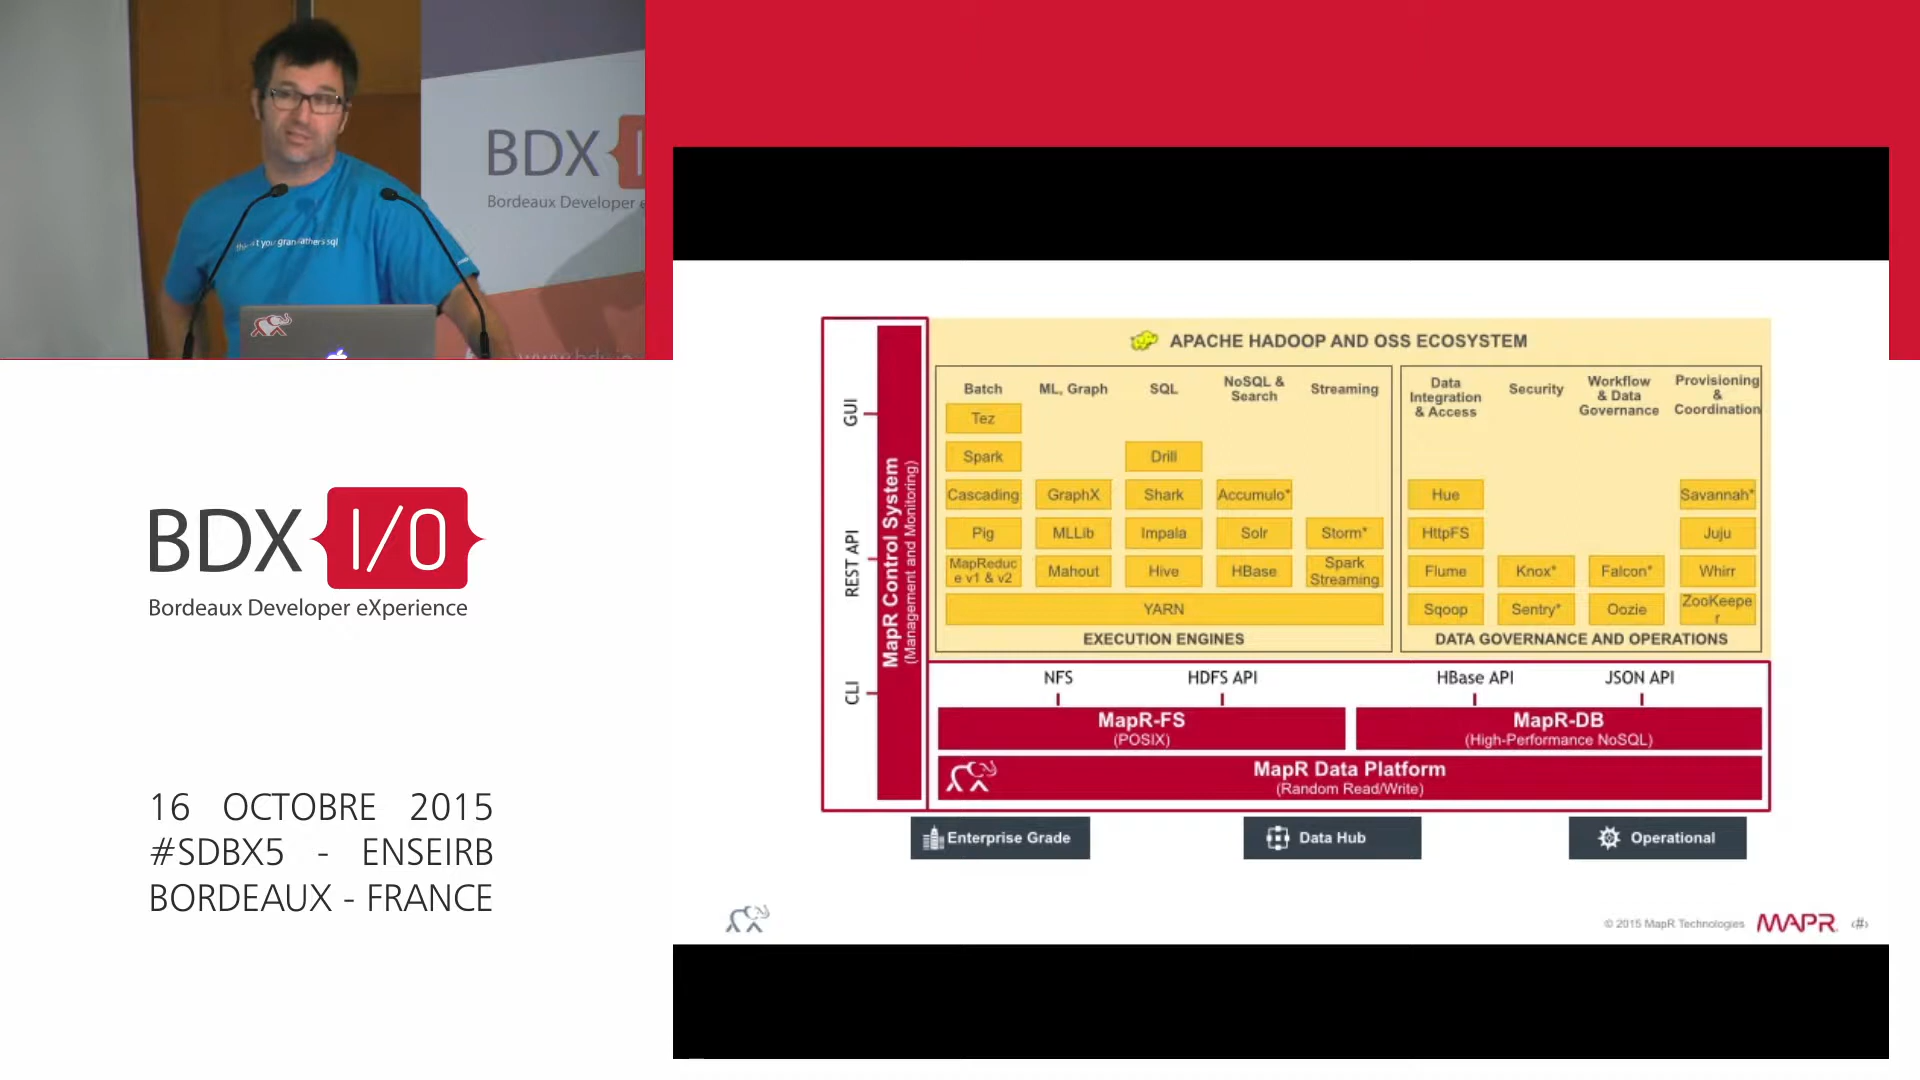 BDX
Bordeaux Developer e
your grandfathers sql
BDX I/O
Bordeaux Developer eXperience
16 OCTOBRE 2015
#SDBX5 - ENSEIRB
BORDEAUX - FRANCE
GUI
REST API
CLI
MapR Control System
(Management and Monitoring)
APACHE HADOOP AND OSS ECOSYSTEM
Batch
Tez
Spark
Cascading
Pig
MapReduc
e v1 & v2
ML, Graph
GraphX
MLLib
Mahout
SQL
Drill
Shark
Impala
Hive
NoSQL &
Search
Accumulo*
Solr
HBase
Streaming
Storm*
Spark
Streaming
YARN
EXECUTION ENGINES
Data
Integration
& Access
Hue
HttpFS
Flume
Sqoop
Security
Knox*
Sentry*
Workflow
& Data
Governance
Falcon*
Oozie
Provisioning
&
Coordination
Savannah*
Juju
Whirr
ZooKeepe
r
DATA GOVERNANCE AND OPERATIONS
NFS
HDFS API
HBase API
JSON API
MapR-FS
(POSIX)
MapR-DB
(High-Performance NoSQL)
MapR Data Platform
(Random Read/Write)
Enterprise Grade
Data Hub
Operational
© 2015 MapR Technologies
MAPR
‹#›